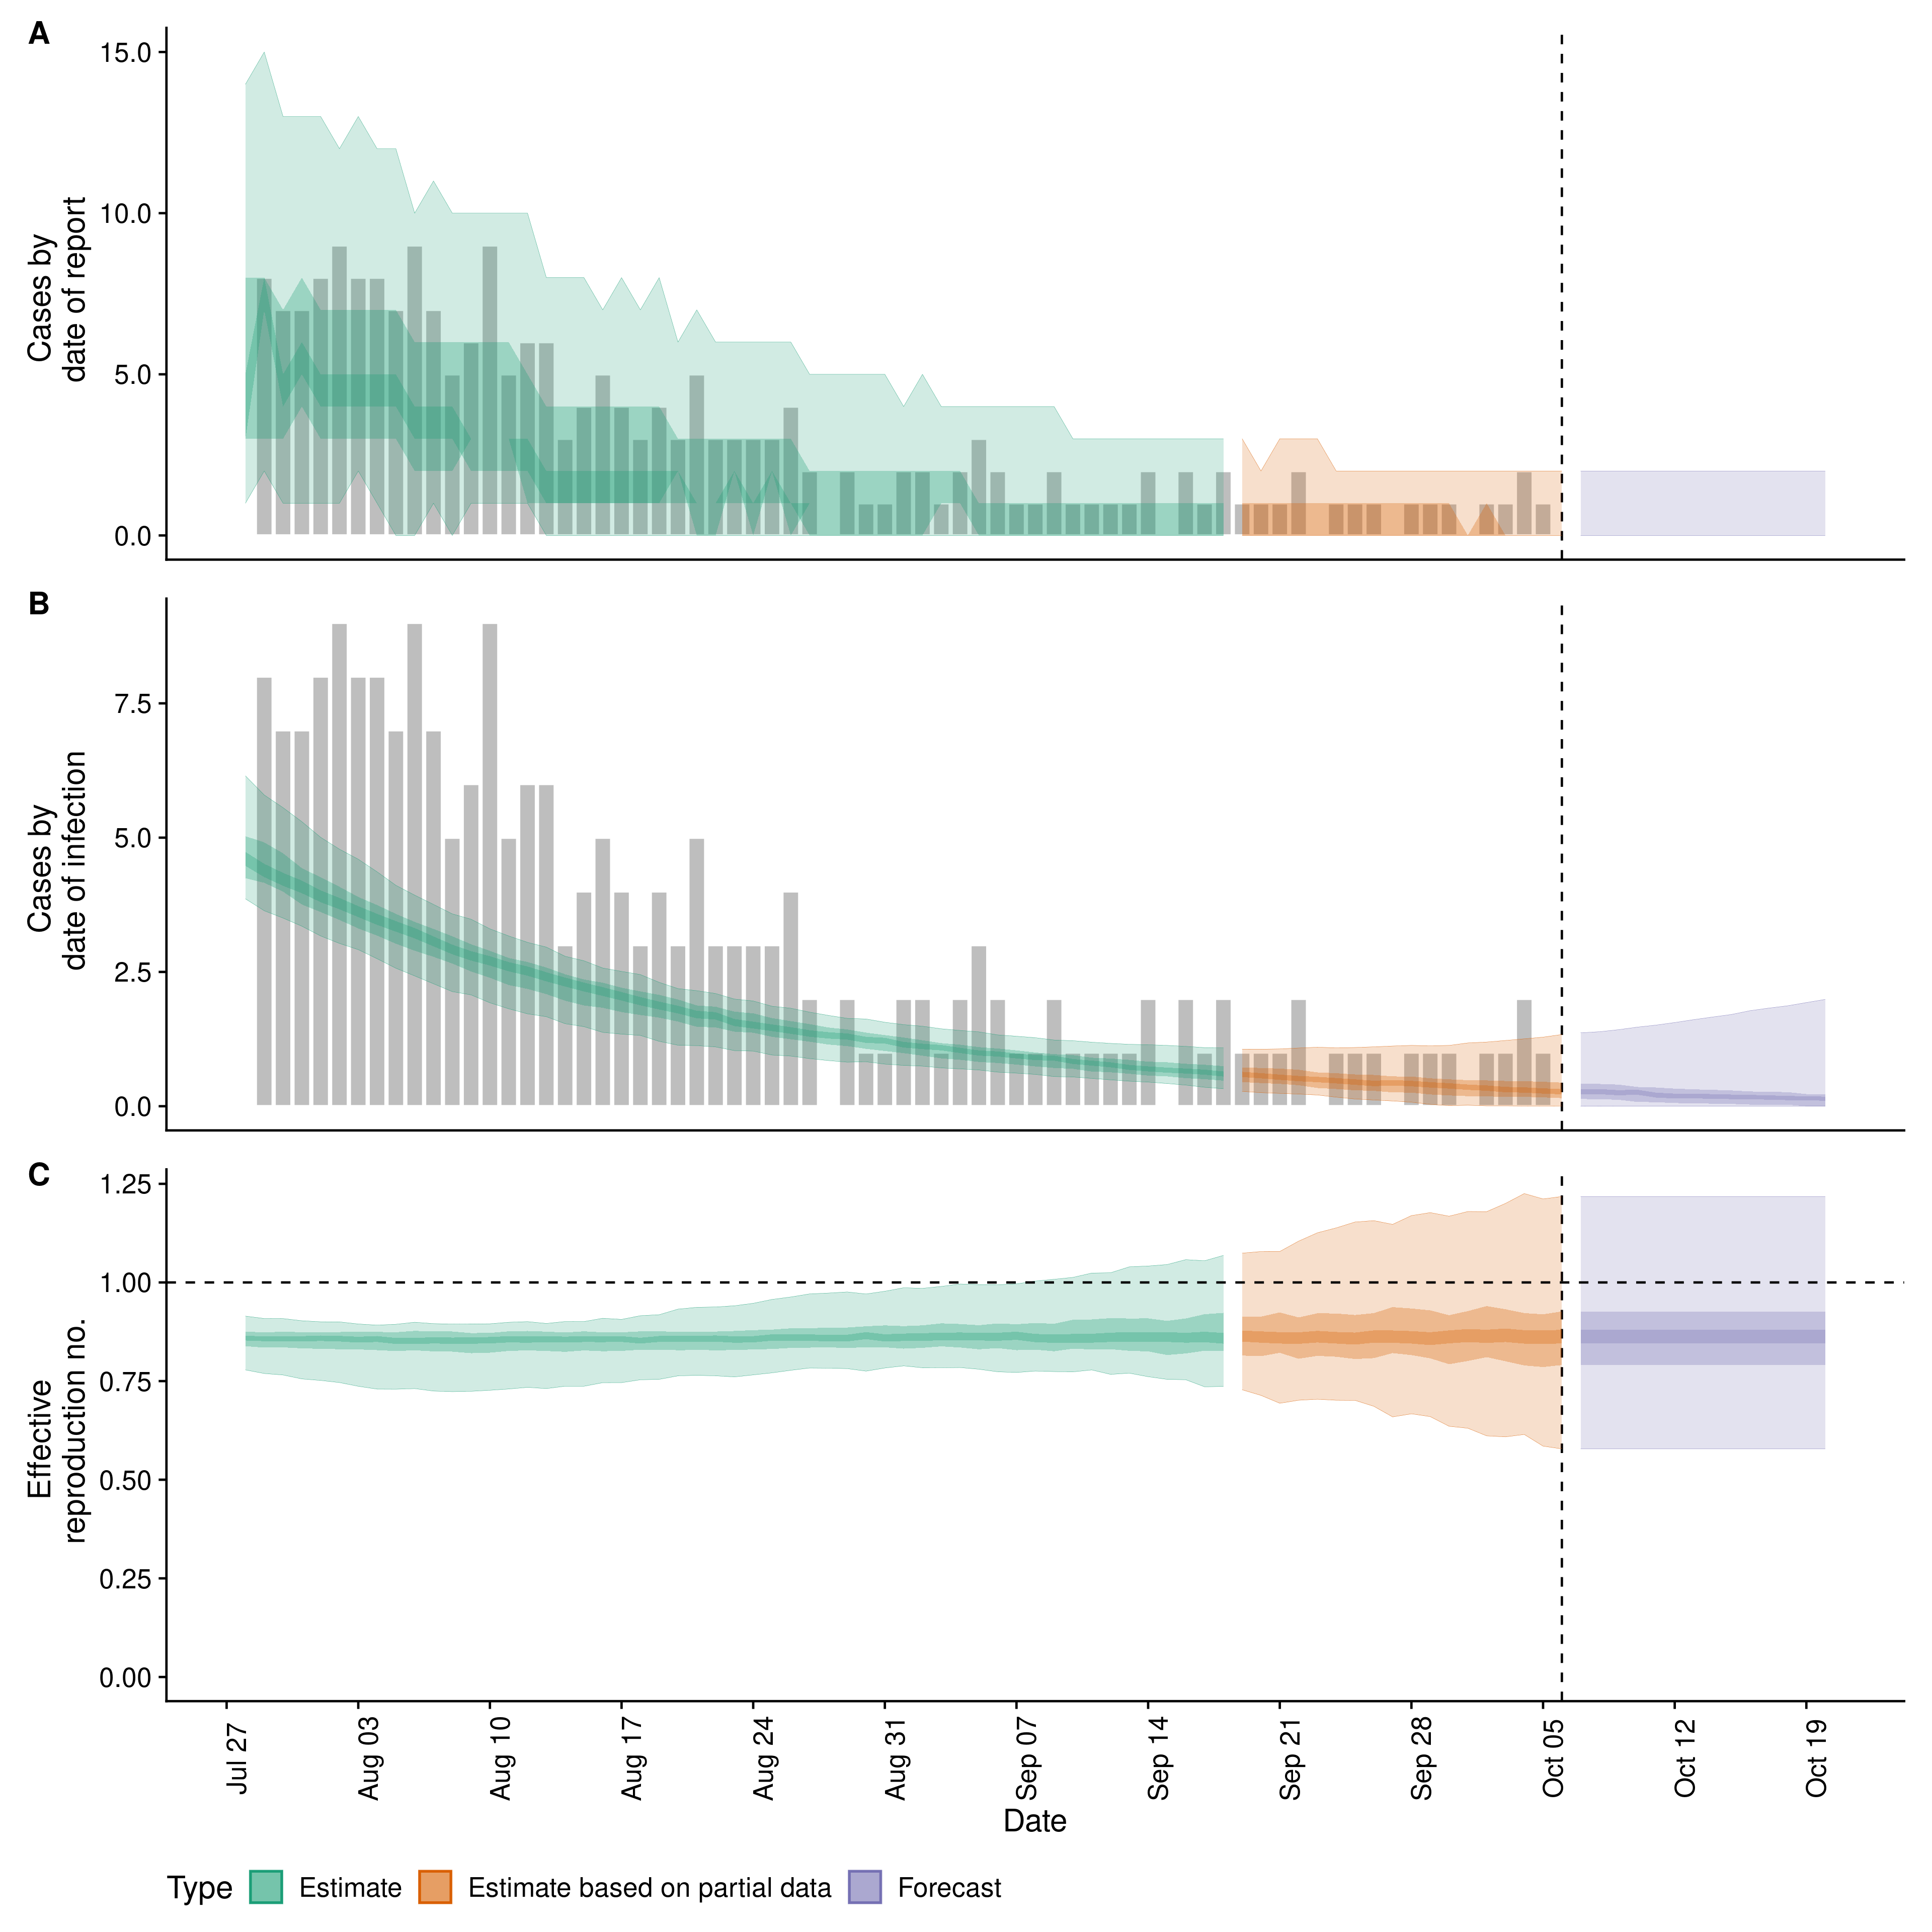 A
Cases by
date of report
15.0
10.0
5.0
0.0
B
Cases by
date of infection
7.5
5.0
2.5
0.0
C
Effective
reproduction no.
1.25
1.00
0.75
0.50
0.25
0.00
Jul 27
Aug 03
Aug 10
Aug 17
Aug 24
Aug 31
Sep 07
Sep 14
Sep 21
Sep 28
Oct 05
Oct 12
Oct 19
Date
Type Estimate Estimate based on partial data Forecast